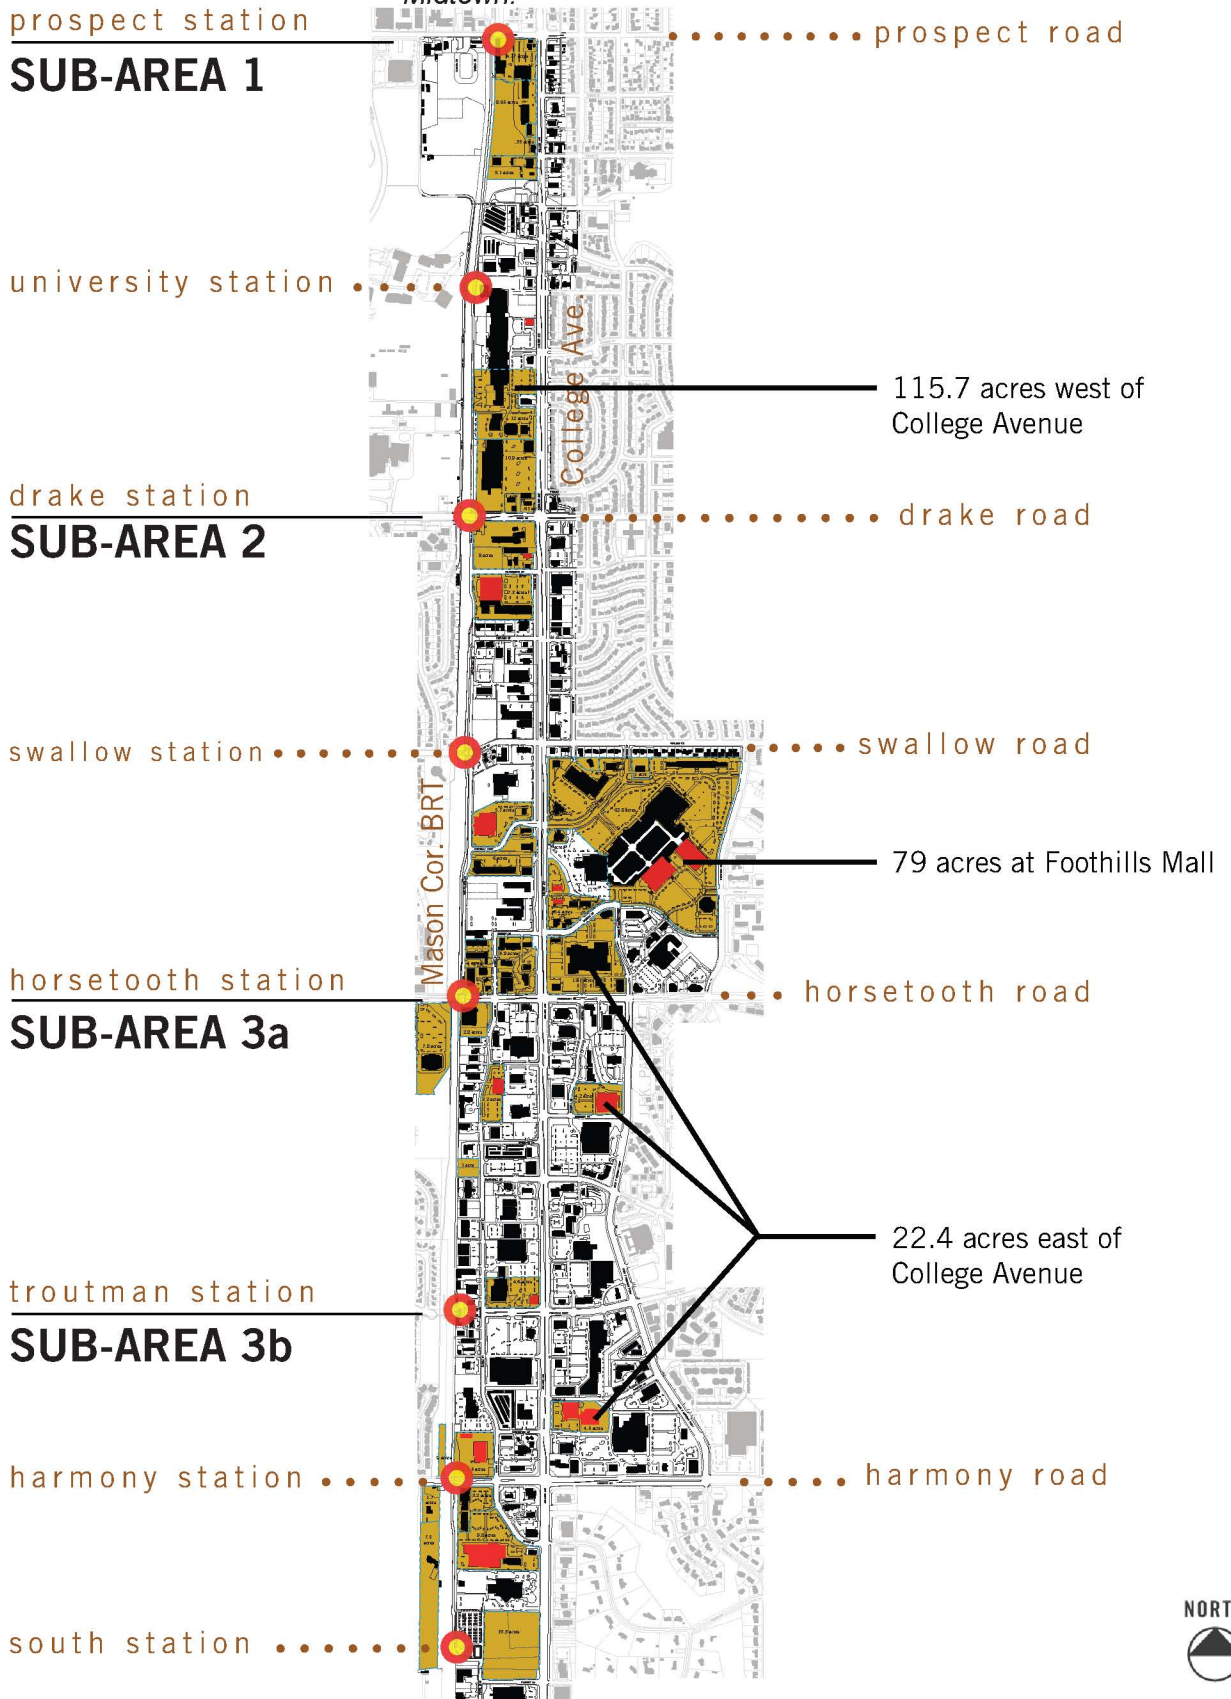 Midtown.
prospect station
prospect road
SUB-AREA 1
university station
College Ave.
115.7 acres west of
College Avenue
drake station
drake road
SUB-AREA 2
swallow station
swallow road
Mason Cor. BRT
79 acres at Foothills Mall
horsetooth station
horsetooth road
SUB-AREA 3a
22.4 acres east of
College Avenue
troutman station
SUB-AREA 3b
harmony station
harmony road
south station
NORT